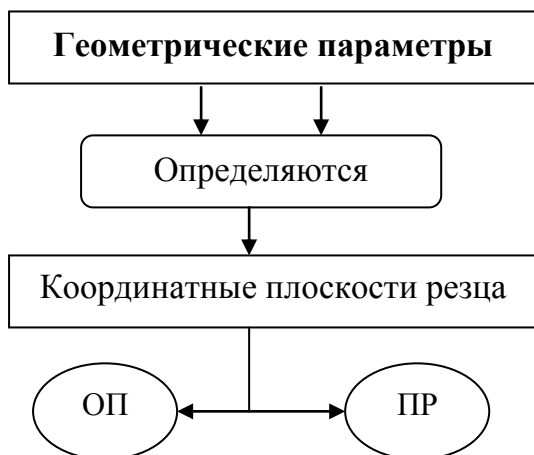 Геометрические параметры
Определяются
Координатные плоскости резца
ОП
ПР